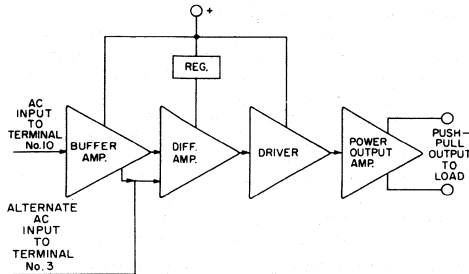 +
REG.
AC
INPUT
TO
TERMINAL
No.10
BUFFER
AMP.
DIFF.
AMP.
DRIVER
POWER
OUTPUT
AMP.
PUSH-
PULL
OUTPUT
TO
LOAD
ALTERNATE
AC
INPUT
TO
TERMINAL
No. 3